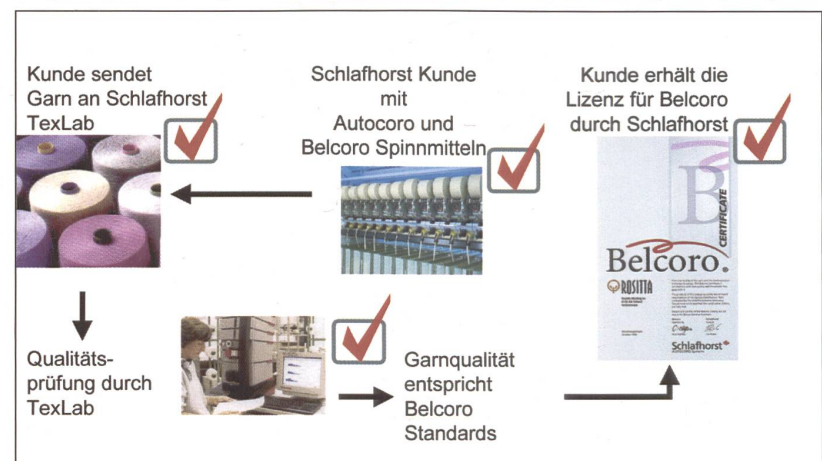 Kunde sendet
Garn an Schlafhorst
TexLab
Schlafhorst Kunde
mit
Autocoro und
Belcoro Spinnmitteln
Kunde erhält die
Lizenz für Belcoro
durch Schlafhorst
B
CERTIFICATE
Belcoro.
ROSITTA
Schlafhorst
Qualitäts-
prüfung durch
TexLab
Garnqualität
entspricht
Belcoro
Standards